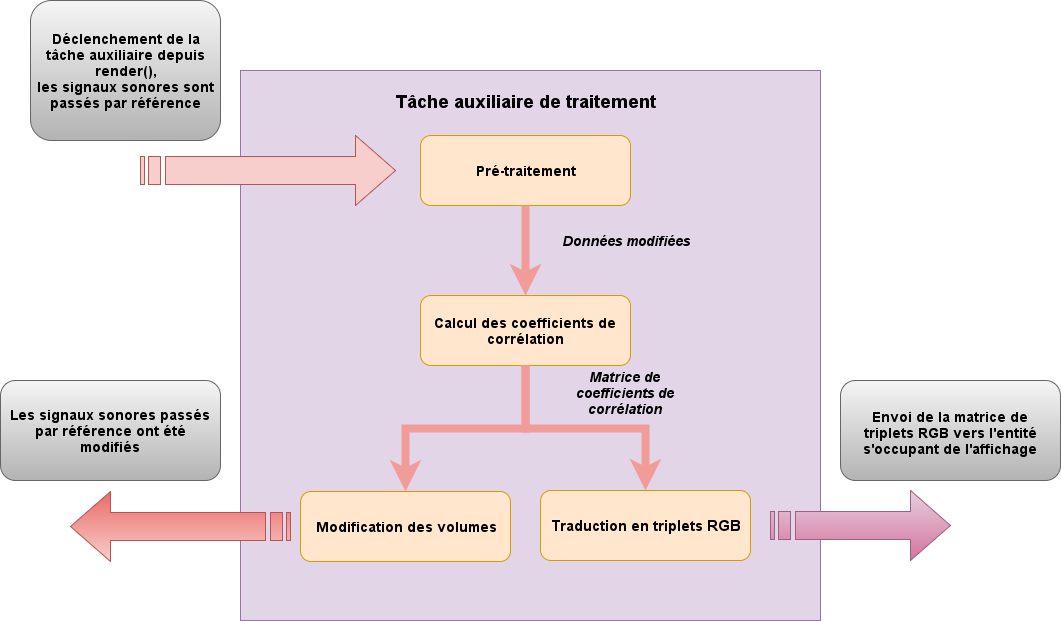 Déclenchement de la
tâche auxiliaire depuis
render(),
les signaux sonores sont
passés par référence
Tâche auxiliaire de traitement
Pré-traitement
Données modifiées
Calcul des coefficients de
corrélation
Matrice de
coefficients de
corrélation
Les signaux sonores passés
par référence ont été
modifiés
Envoi de la matrice de
triplets RGB vers l'entité
s'occupant de l'affichage
Modification des volumes
Traduction en triplets RGB